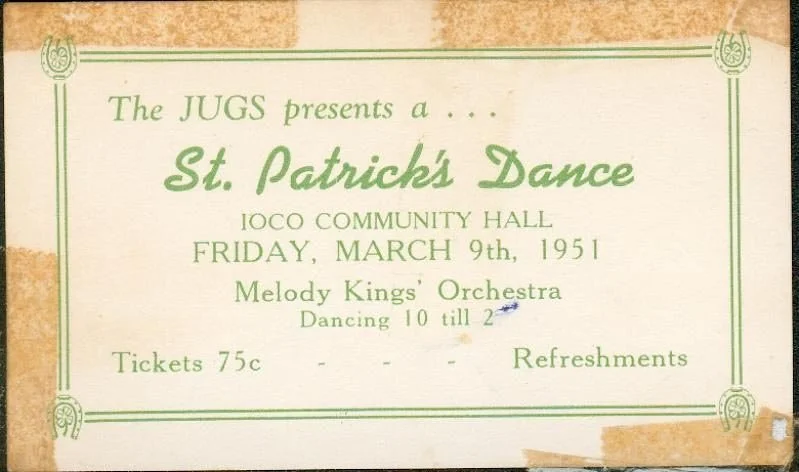 The JUGS presents a . . .
St. Patrick's Dance
IOCO COMMUNITY HALL
FRIDAY, MARCH 9th, 1951
Melody Kings' Orchestra
Dancing 10 till 2
Tickets 75c - - - Refreshments